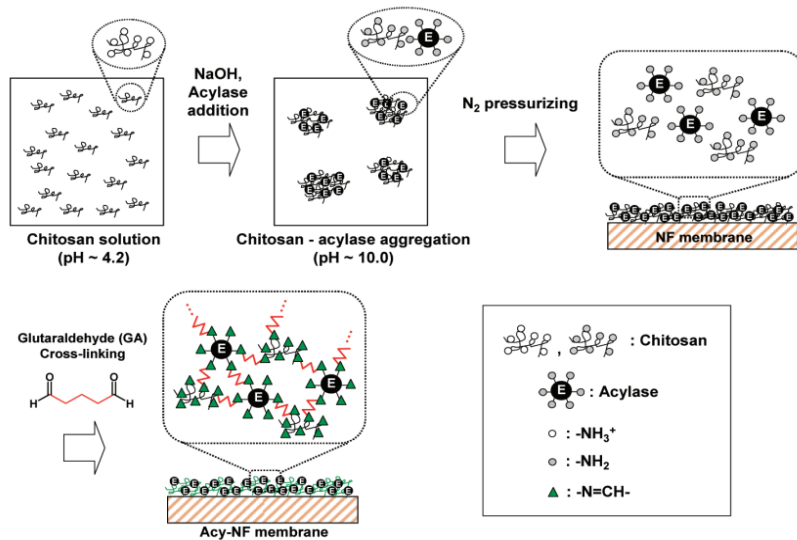 NaOH,
Acylase
addition
N2 pressurizing
E
E
E
E
E
Chitosan solution
(pH ~ 4.2)
Chitosan - acylase aggregation
(pH ~ 10.0)
NF membrane
Glutaraldehyde (GA)
Cross-linking
O
O
H
H
E
E
E
Acy-NF membrane
, : Chitosan
E : Acylase
: -NH3+
: -NH2
: -N=CH-